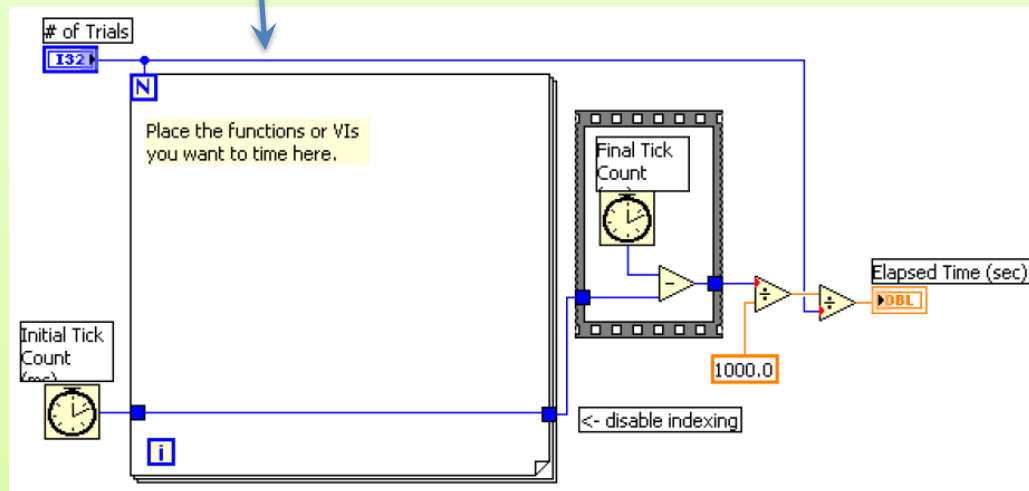 # of Trials
I32
N
Place the functions or VIs
you want to time here.
Final Tick
Count
Elapsed Time (sec)
DBL
Initial Tick
Count
(ms)
1000.0
<- disable indexing
i